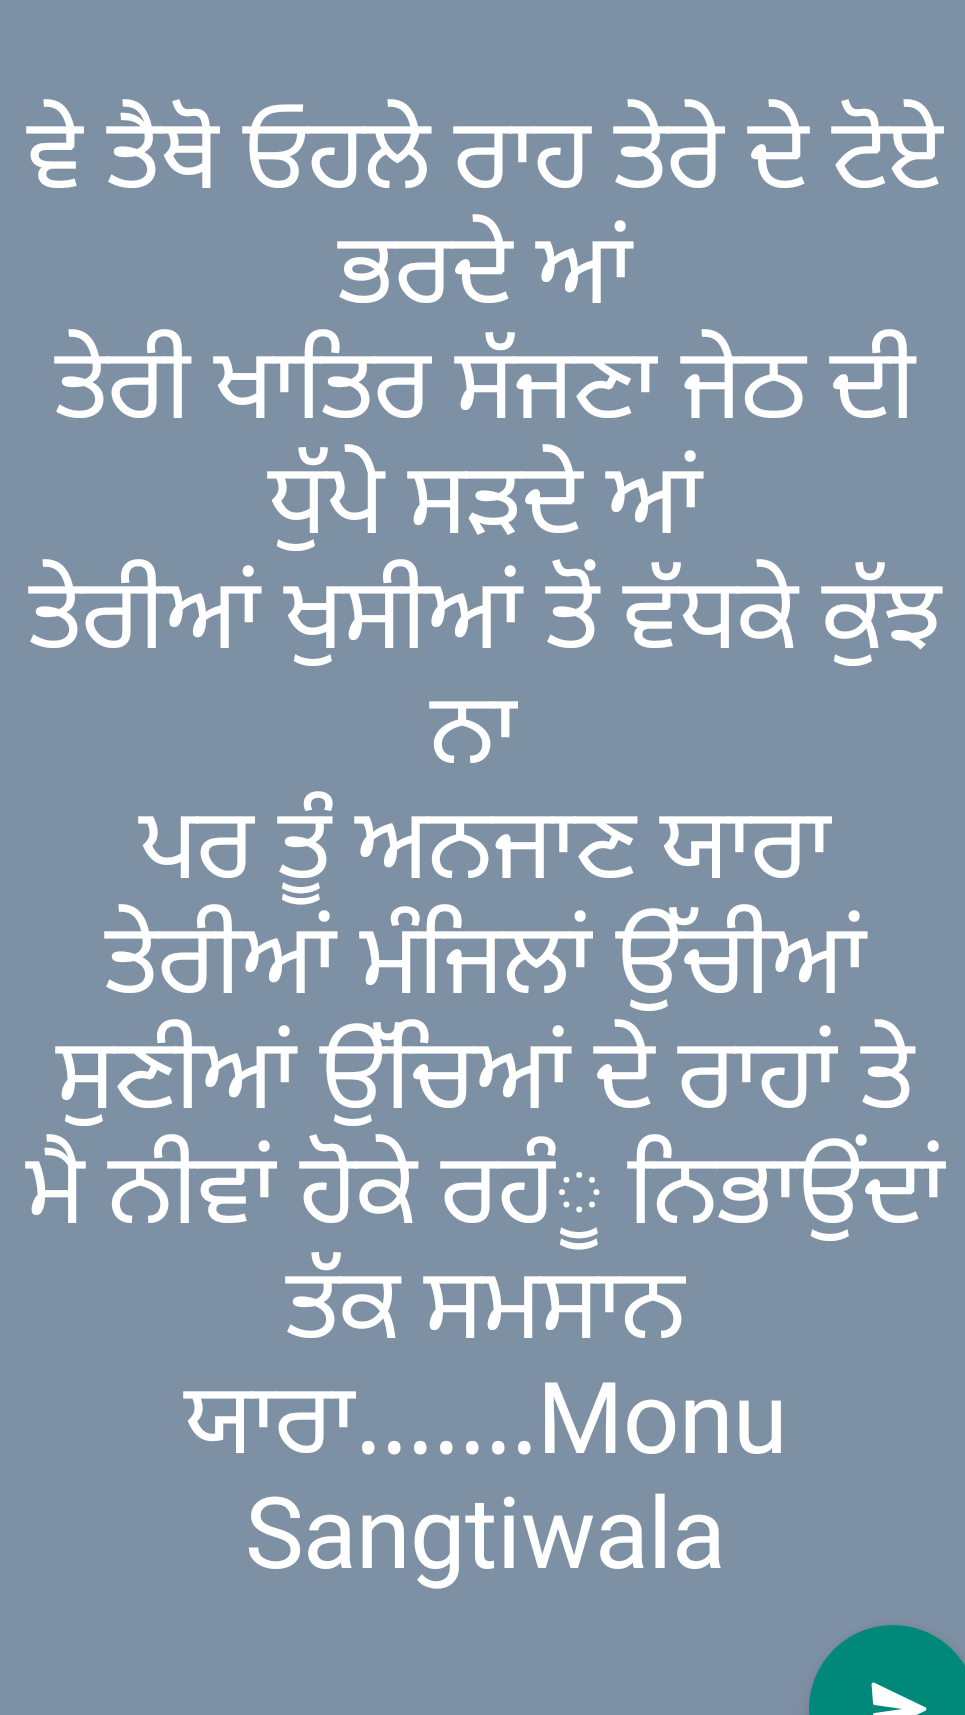 ਵੇ ਤੈਥੋ ਓਹਲੇ ਰਾਹ ਤੇਰੇ ਦੇ ਟੋਏ
ਭਰਦੇ ਆਂ
ਤੇਰੀ ਖਾਤਿਰ ਸੱਜਣਾ ਜੇਠ ਦੀ
ਧੁੱਪੇ ਸੜਦੇ ਆਂ
ਤੇਰੀਆਂ ਖੁਸੀਆਂ ਤੋਂ ਵੱਧਕੇ ਕੁੱਝ
ਨਾ
ਪਰ ਤੂੰ ਅਨਜਾਣ ਯਾਰਾ
ਤੇਰੀਆਂ ਮੰਜਿਲਾਂ ਉੱਚੀਆਂ
ਸੁਣੀਆਂ ਉੱਚਿਆਂ ਦੇ ਰਾਹਾਂ ਤੇ
ਮੈ ਨੀਵਾਂ ਹੋਕੇ ਰਹੰੂ ਨਿਭਾਉਂਦਾਂ
ਤੱਕ ਸਮਸਾਨ
ਯਾਰਾ.......Monu
Sangtiwala